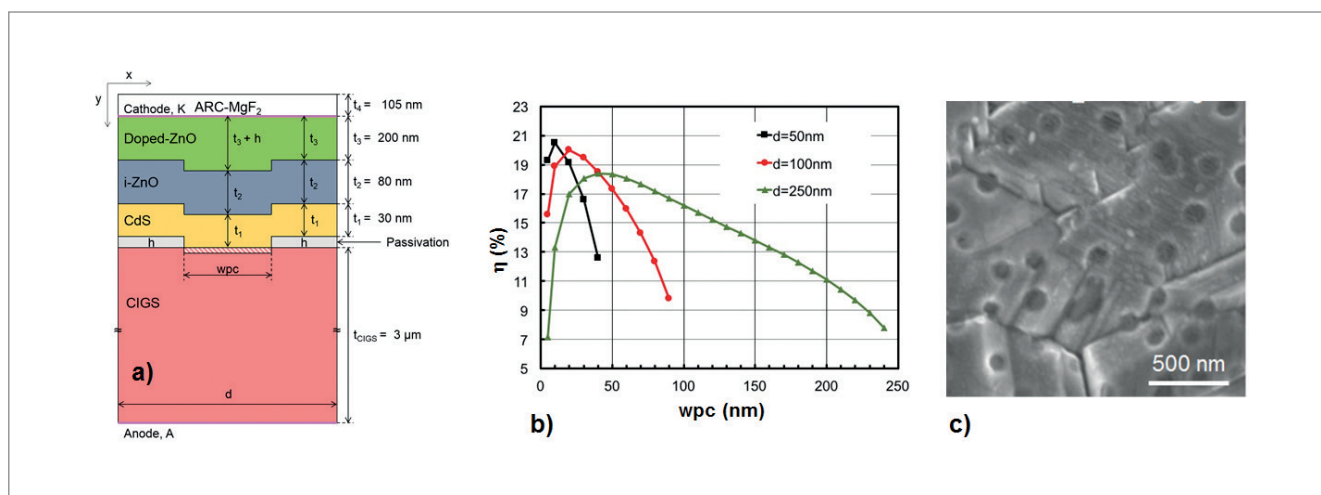 x
y
Cathode, K ARC-MgF₂
t₄ = 105 nm
Doped-ZnO
t₃ + h
t₃
t₃ = 200 nm
i-ZnO
t₂
t₂
t₂ = 80 nm
CdS
t₁
t₁
t₁ = 30 nm
h
h
Passivation
wpc
CIGS
≈
≈
t_CIGS = 3 μm
a)
d
Anode, A
23
21
19
17
15
13
11
9
7
5
η (%)
d=50nm
d=100nm
d=250nm
0 50 100 150 200 250
wpc (nm)
b)
500 nm
c)